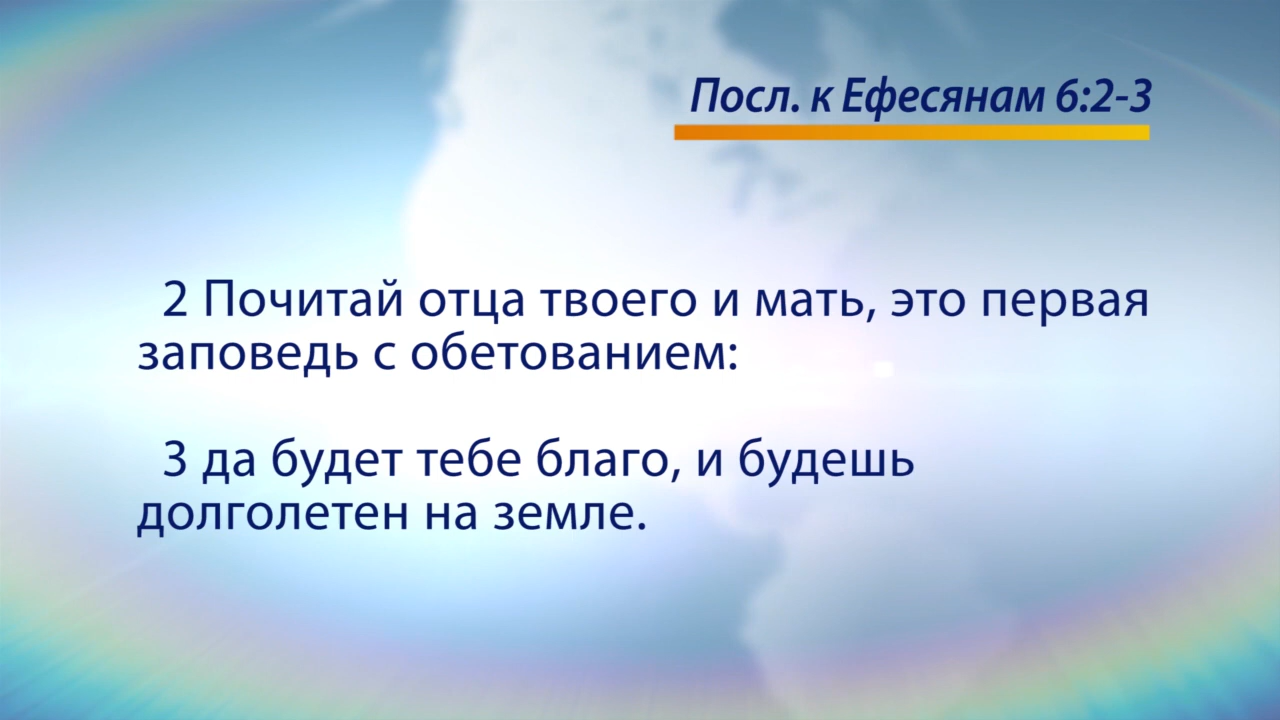 Посл. к Ефесянам 6:2-3
2 Почитай отца твоего и мать, это первая
заповедь с обетованием:
3 да будет тебе благо, и будешь
долголетен на земле.